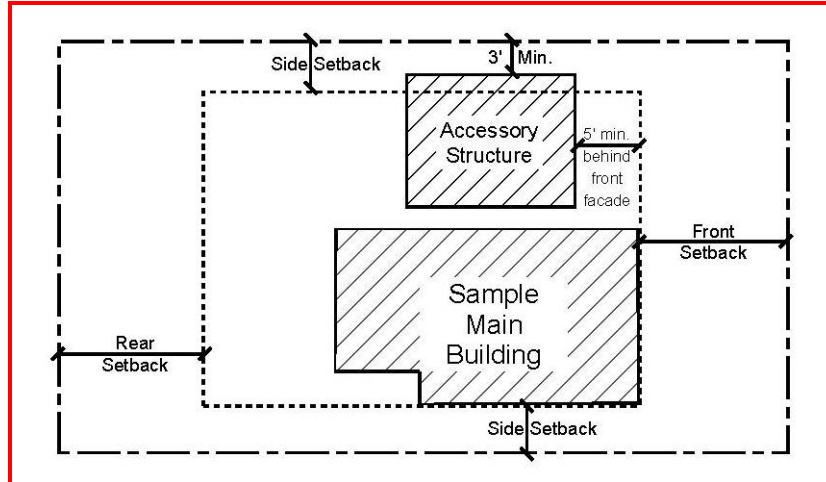 3' Min.
Side Setback
Accessory
Structure
5' min.
behind
front
facade
Front
Setback
Sample
Main
Building
Rear
Setback
Side Setback